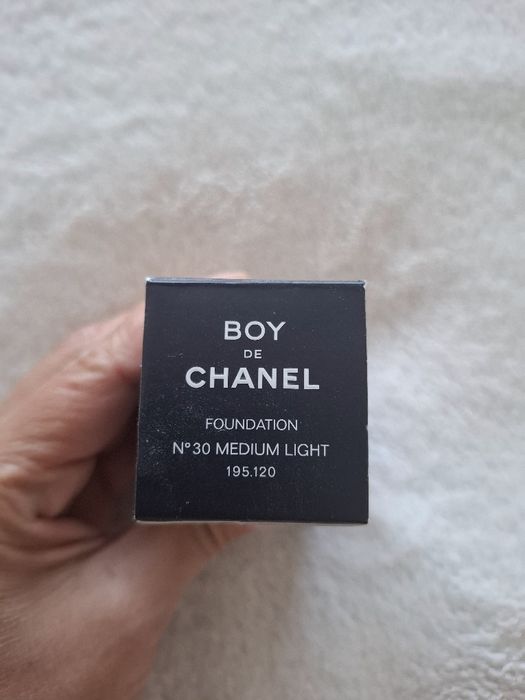 BOY
DE
CHANEL
FOUNDATION
N°30 MEDIUM LIGHT
195.120